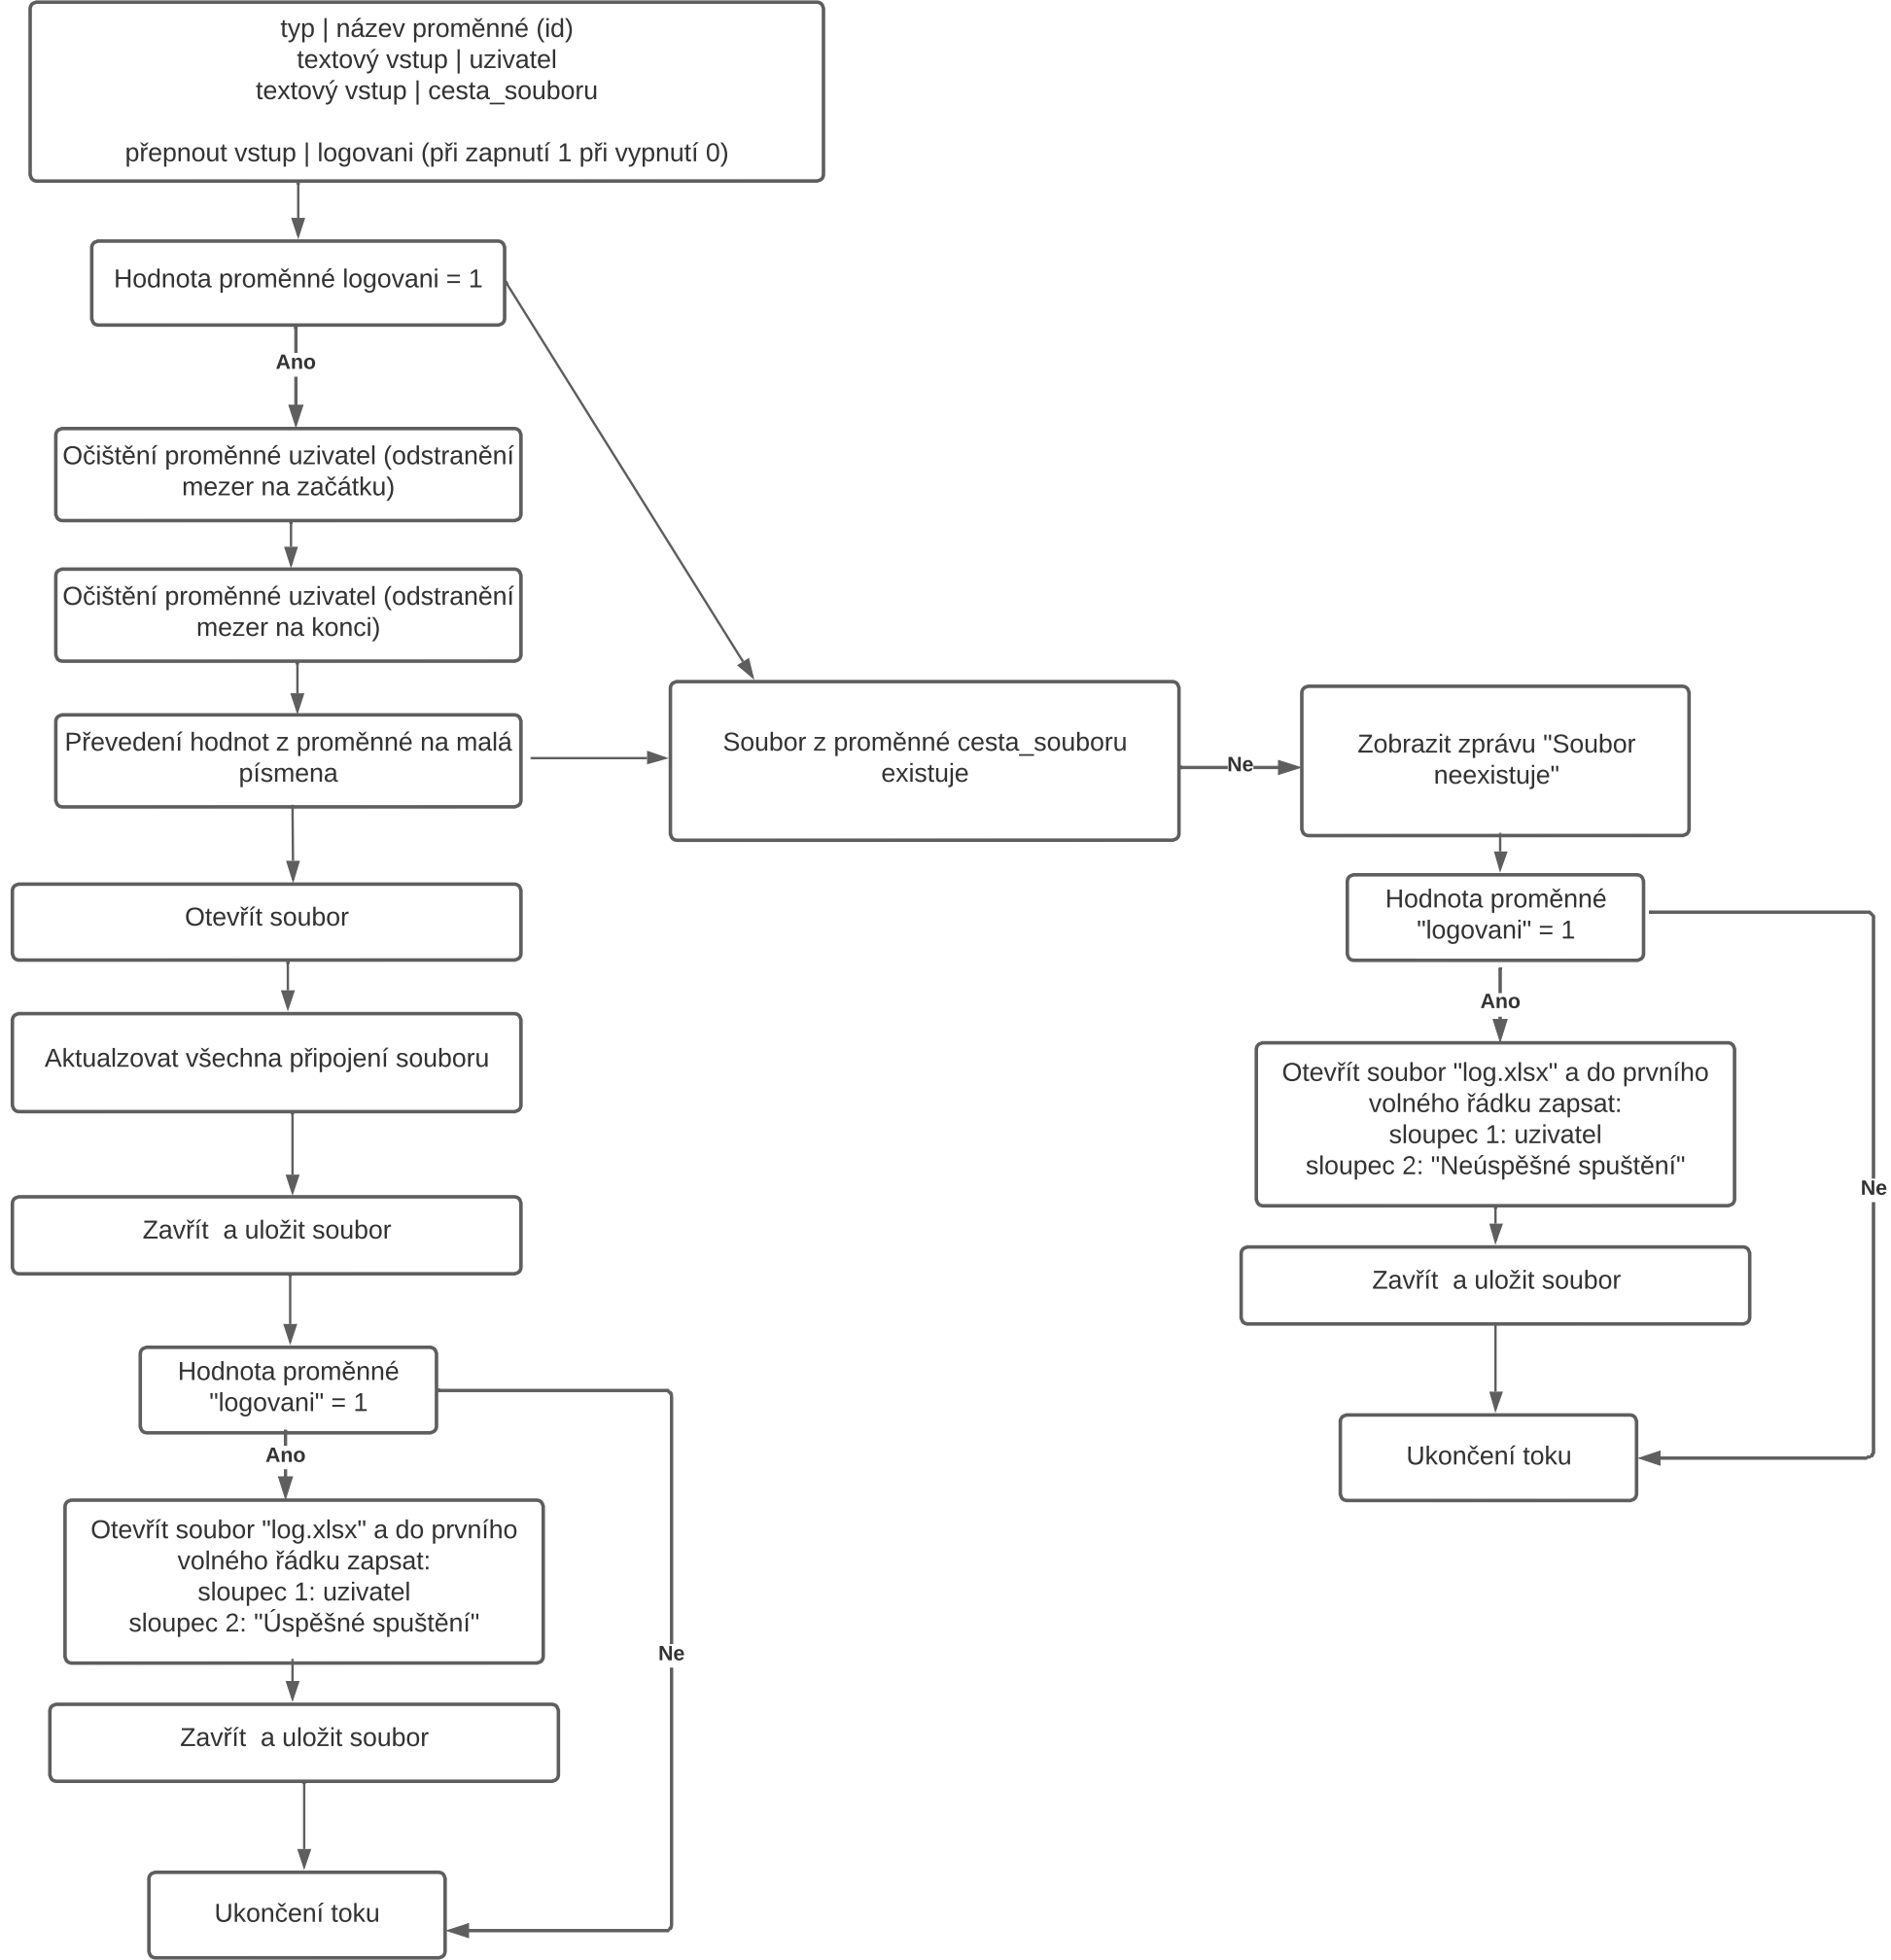 typ | název proměnné (id)
textový vstup | uzivatel
textový vstup | cesta_souboru
přepnout vstup | logovani (při zapnutí 1 při vypnutí 0)
Hodnota proměnné logovani = 1
Ano
Očištění proměnné uzivatel (odstranění
mezer na začátku)
Očištění proměnné uzivatel (odstranění
mezer na konci)
Převedení hodnot z proměnné na malá
písmena
Soubor z proměnné cesta_souboru
existuje
Ne
Zobrazit zprávu "Soubor
neexistuje"
Hodnota proměnné
"logovani" = 1
Ano
Otevřít soubor "log.xlsx" a do prvního
volného řádku zapsat:
sloupec 1: uzivatel
sloupec 2: "Neúspěšné spuštění"
Ne
Zavřít  a uložit soubor
Ukončení toku
Otevřít soubor
Aktualzovat všechna připojení souboru
Zavřít  a uložit soubor
Hodnota proměnné
"logovani" = 1
Ano
Otevřít soubor "log.xlsx" a do prvního
volného řádku zapsat:
sloupec 1: uzivatel
sloupec 2: "Úspěšné spuštění"
Ne
Zavřít  a uložit soubor
Ukončení toku